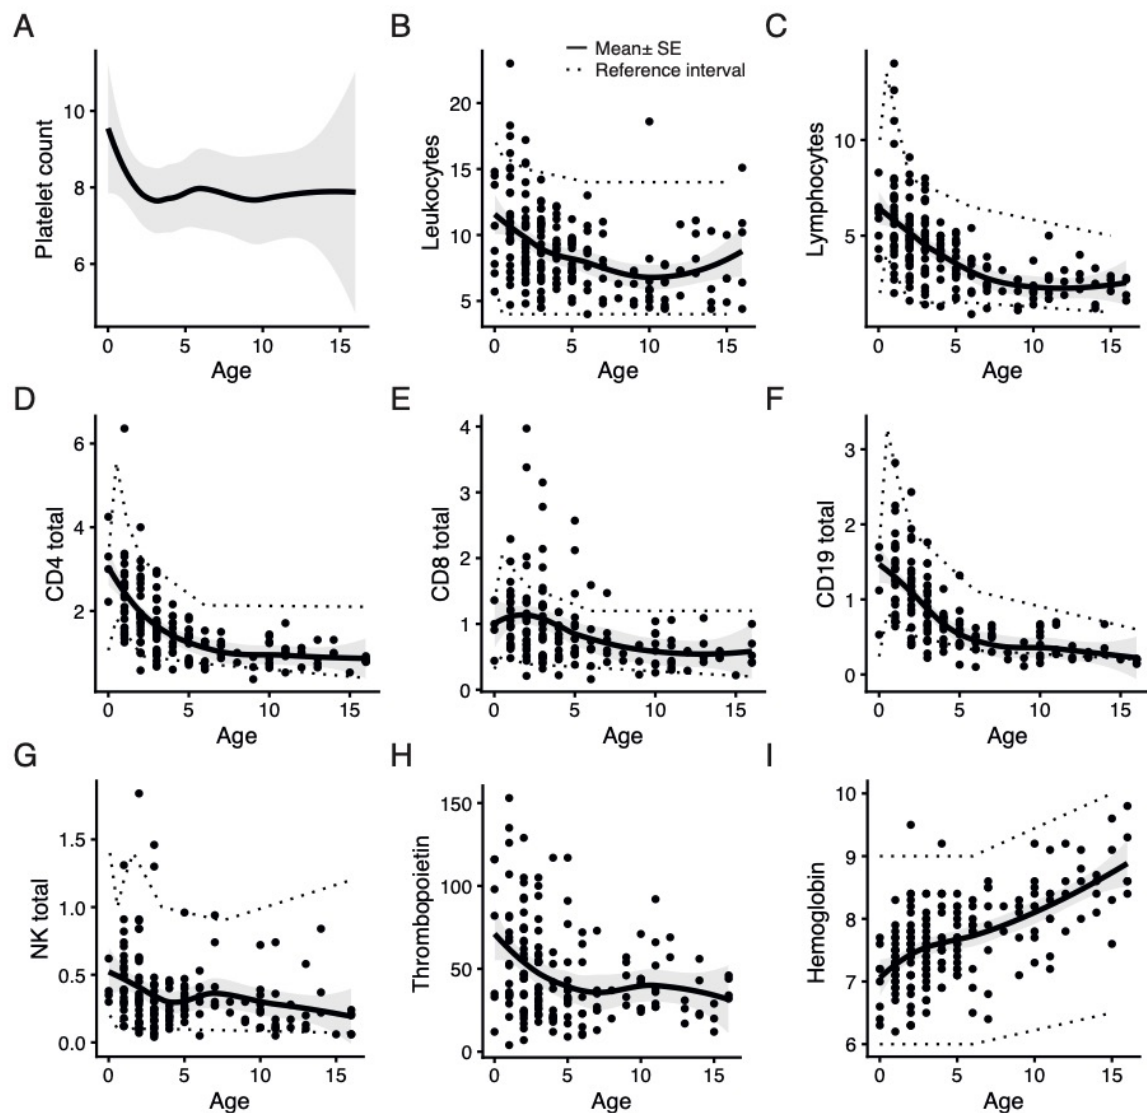 A
Platelet count
10
8
6
0 5 10 15
Age
B
Mean± SE
Reference interval
Leukocytes
20
15
10
5
0 5 10 15
Age
C
Lymphocytes
10
5
0 5 10 15
Age
D
CD4 total
6
4
2
0 5 10 15
Age
E
CD8 total
4
3
2
1
0
0 5 10 15
Age
F
CD19 total
3
2
1
0
0 5 10 15
Age
G
NK total
1.5
1.0
0.5
0.0
0 5 10 15
Age
H
Thrombopoietin
150
100
50
0
0 5 10 15
Age
I
Hemoglobin
10
9
8
7
6
0 5 10 15
Age